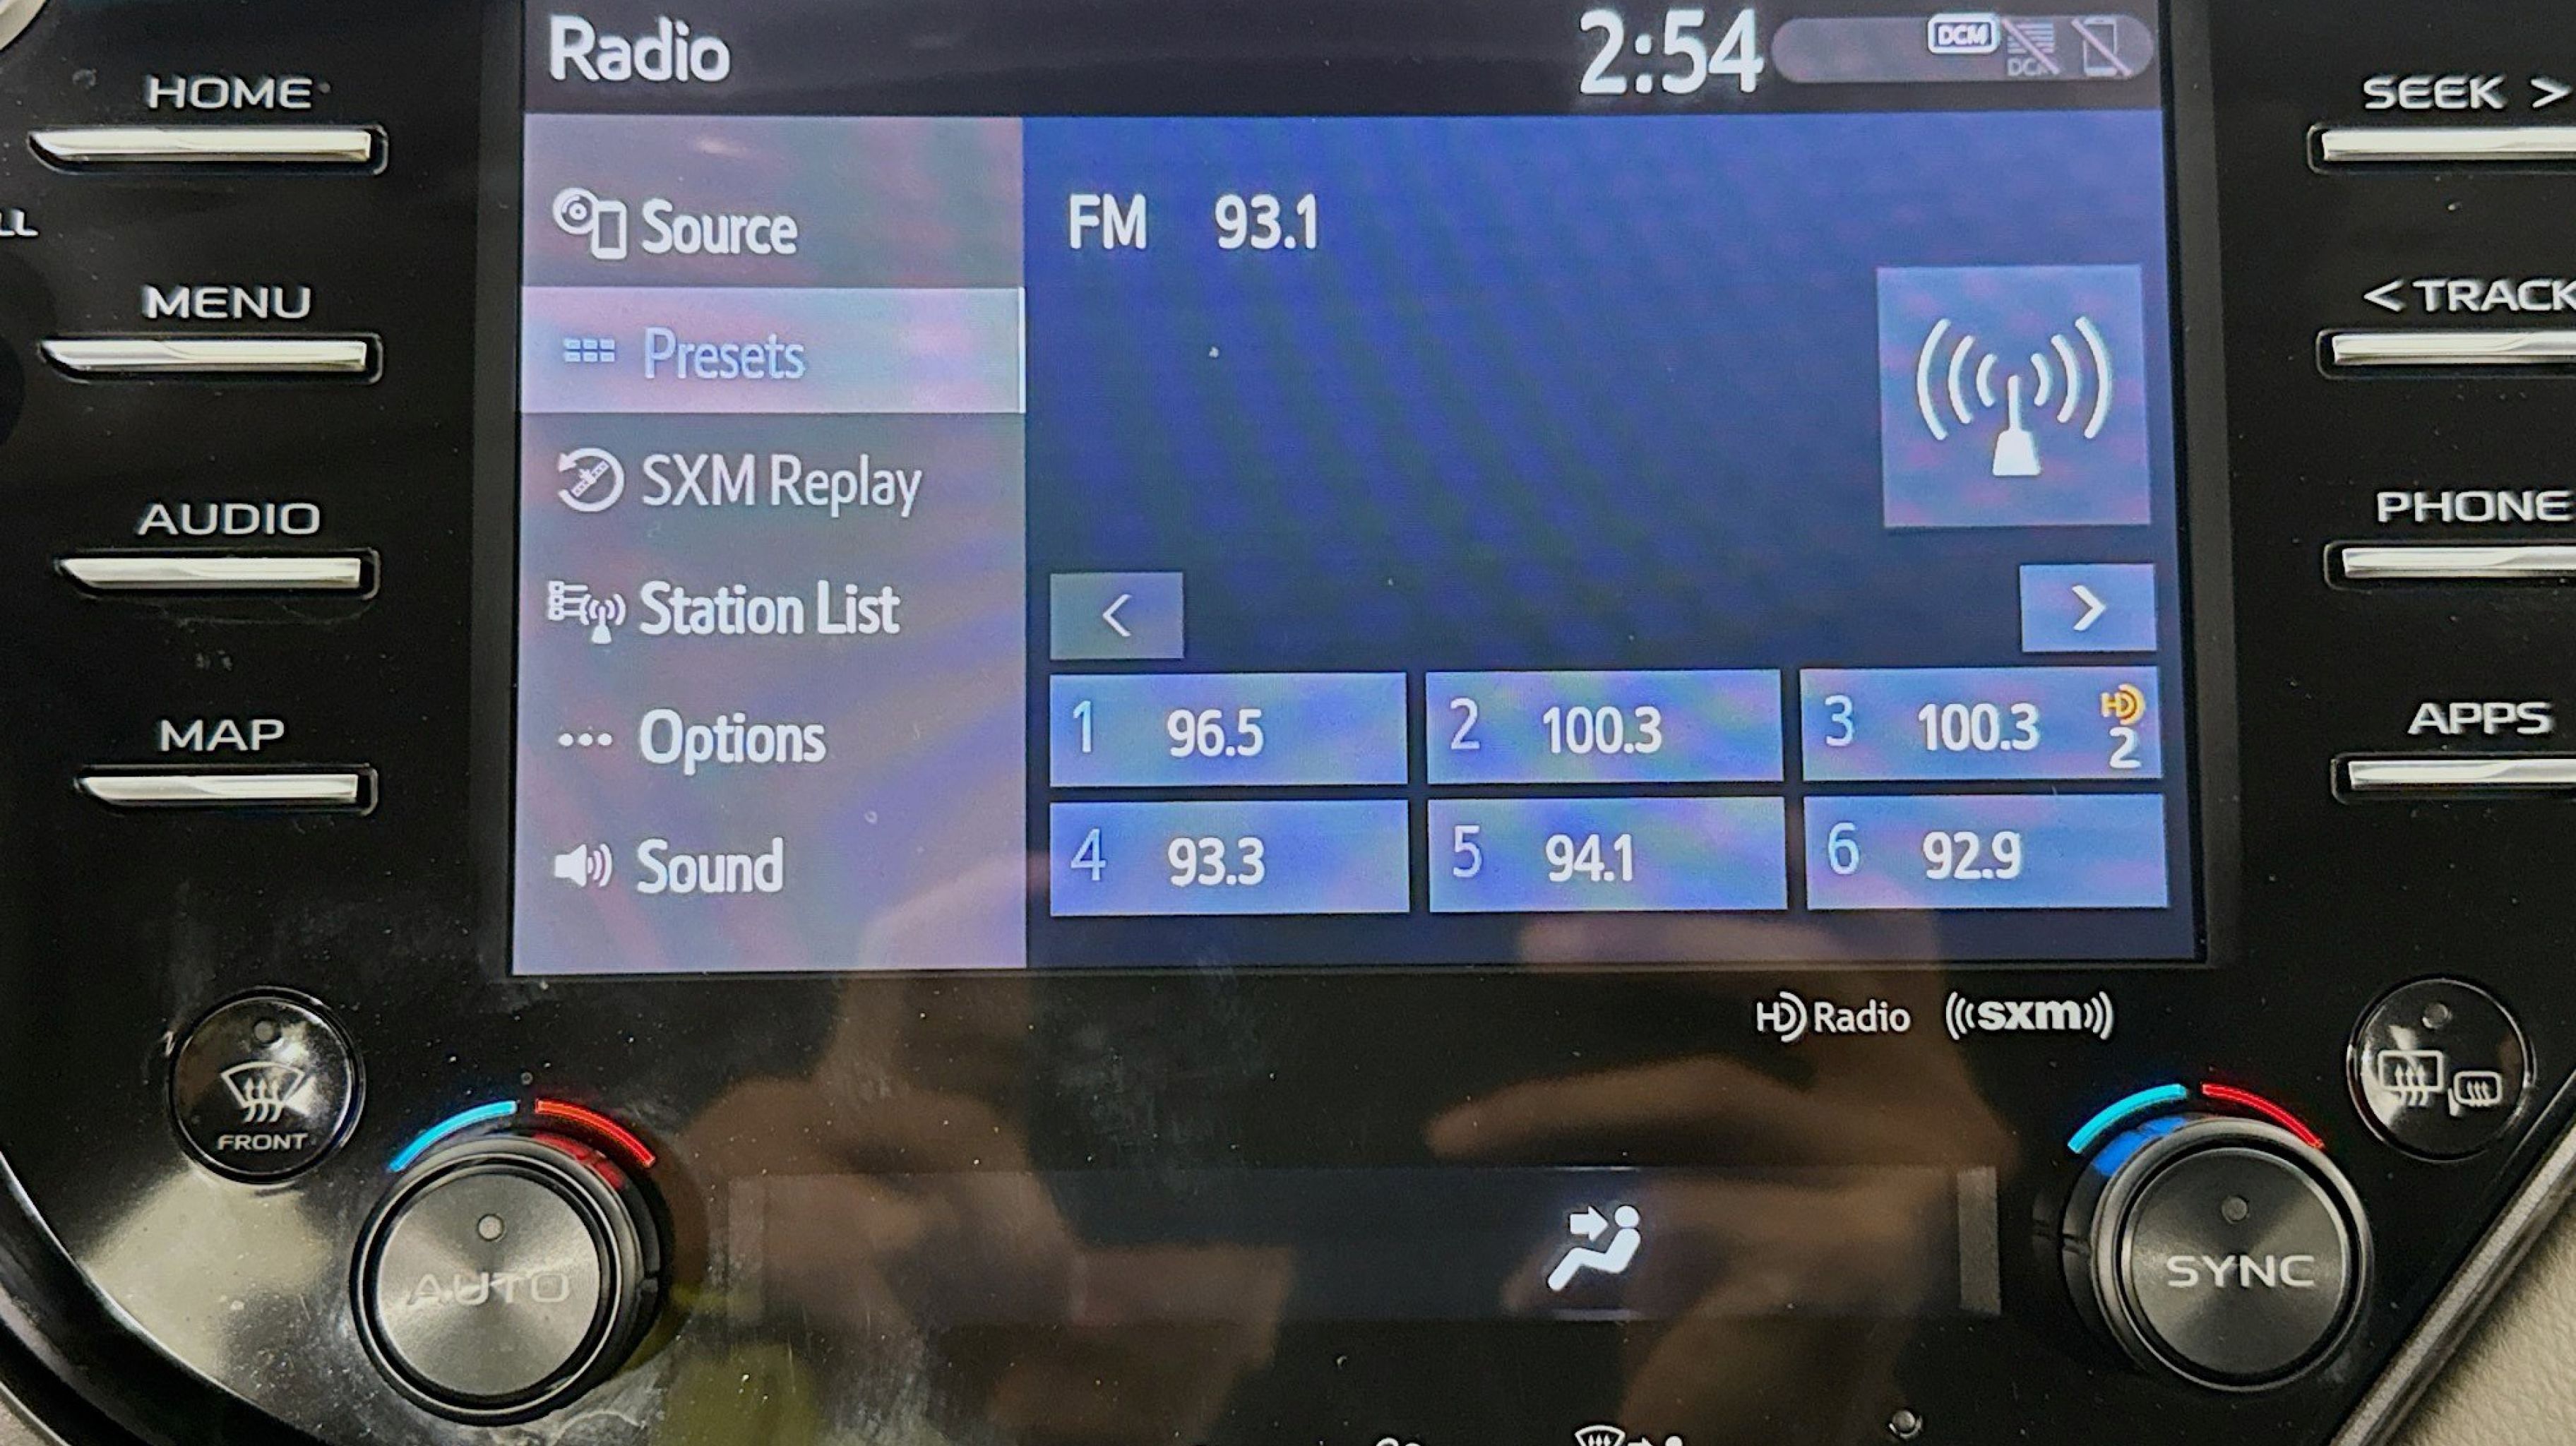 Radio
2:54
DCM
HOME
MENU
AUDIO
MAP
Source
Presets
SXM Replay
Station List
Options
Sound
FM 93.1
<
>
1 96.5
2 100.3
3 100.3 HD 2
4 93.3
5 94.1
6 92.9
SEEK >
< TRACK
PHONE
APPS
HD Radio
((sxm))
FRONT
AUTO
SYNC